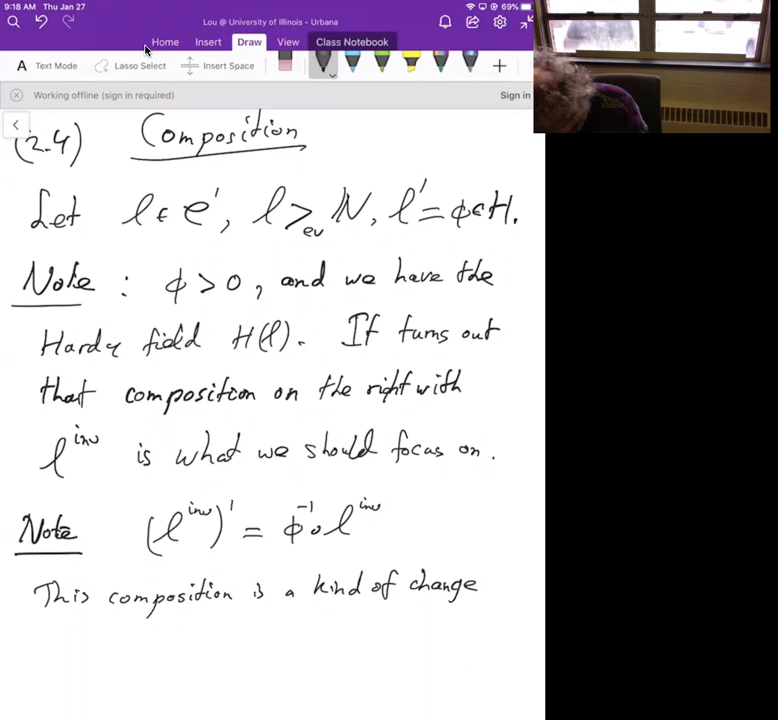 9:18 AM Thu Jan 27
69%
Lou @ University of Illinois - Urbana
Home Insert Draw View Class Notebook
A Text Mode Lasso Select Insert Space
Working offline (sign in required) Sign in
(2.4) Composition
Let ℓ ∈ C', ℓ >ₑᵥ ℕ, ℓ' = ϕ ∈ H.
Note : ϕ > 0, and we have the
Hardy field H(ℓ). It turns out
that composition on the right with
ℓ^inv is what we should focus on.
Note (ℓ^inv)' = ϕ^-1 ∘ ℓ^inv
This composition is a kind of change